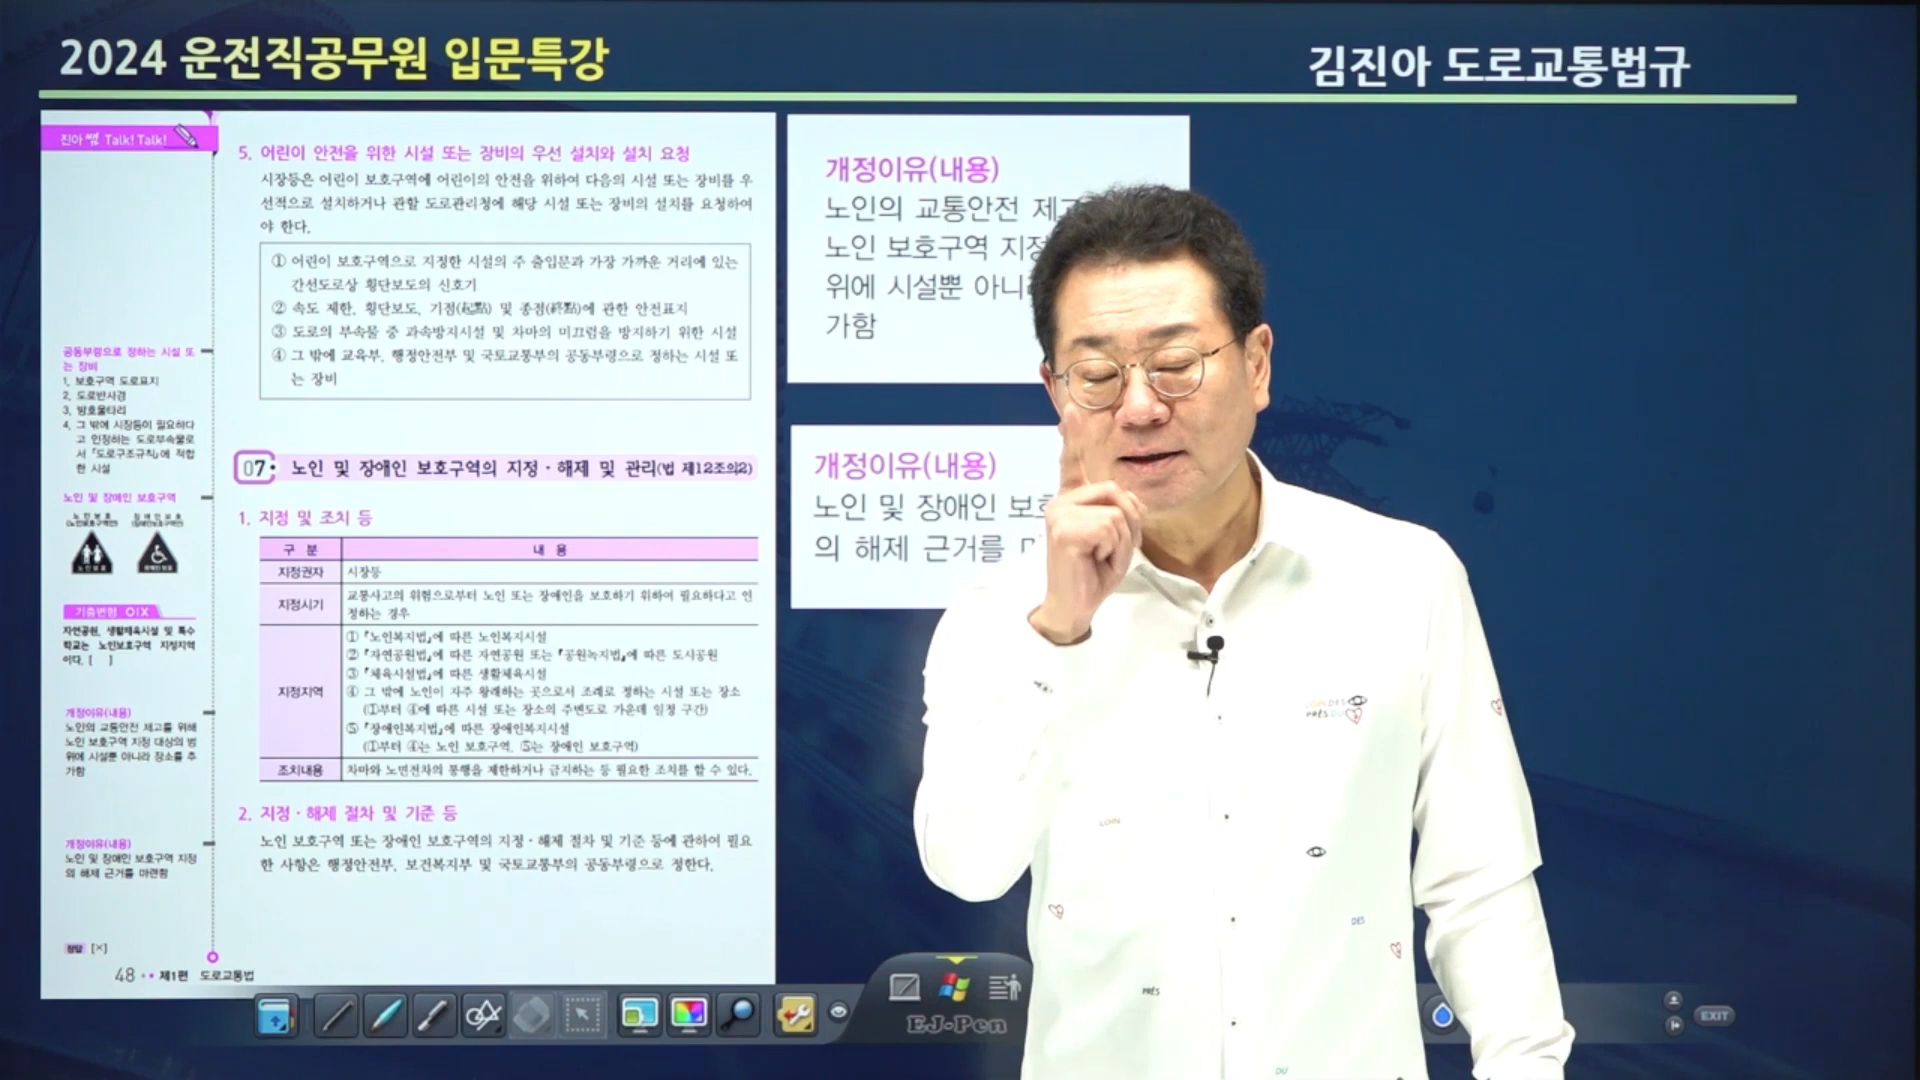 2024 운전직공무원 입문특강
김진아 도로교통법규
진아 쌤 Talk! Talk!
5. 어린이 안전을 위한 시설 또는 장비의 우선 설치와 설치 요청
시장등은 어린이 보호구역에 어린이의 안전을 위하여 다음의 시설 또는 장비를 우
선적으로 설치하거나 관할 도로관리청에 해당 시설 또는 장비의 설치를 요청하여
야 한다.
① 어린이 보호구역으로 지정한 시설의 주 출입문과 가장 가까운 거리에 있는
간선도로상 횡단보도의 신호기
② 속도 제한, 횡단보도, 기점(起點) 및 종점(終點)에 관한 안전표지
③ 도로의 부속물 중 과속방지시설 및 차마의 미끄럼을 방지하기 위한 시설
④ 그 밖에 교육부, 행정안전부 및 국토교통부의 공동부령으로 정하는 시설 또
는 장비
공동부령으로 정하는 시설 또
는 장비
1. 보호구역 도로표지
2. 도로반사경
3. 방호울타리
4. 그 밖에 시장등이 필요하다
고 인정하는 도로부속물로
서 「도로구조규칙」에 적합
한 시설
노인 및 장애인 보호구역
노인보호
(노인보호구역안)
장애인보호
(장애인보호구역안)
노인보호
장애인보호
기출변형 O|X
자연공원, 생활체육시설 및 특수
학교는 노인보호구역 지정지역
이다. [ ]
개정이유(내용)
노인의 교통안전 제고를 위해
노인 보호구역 지정 대상의 범
위에 시설뿐 아니라 장소를 추
가함
개정이유(내용)
노인 및 장애인 보호구역 지정
의 해제 근거를 마련함
정답 [×]
07 노인 및 장애인 보호구역의 지정·해제 및 관리(법 제12조의2)
1. 지정 및 조치 등
구 분 내 용
지정권자 시장등
지정시기 교통사고의 위험으로부터 노인 또는 장애인을 보호하기 위하여 필요하다고 인
정하는 경우
지정지역
①「노인복지법」에 따른 노인복지시설
②「자연공원법」에 따른 자연공원 또는 「공원녹지법」에 따른 도시공원
③「체육시설법」에 따른 생활체육시설
④ 그 밖에 노인이 자주 왕래하는 곳으로서 조례로 정하는 시설 또는 장소
(①부터 ④에 따른 시설 또는 장소의 주변도로 가운데 일정 구간)
⑤「장애인복지법」에 따른 장애인복지시설
(①부터 ④는 노인 보호구역, ⑤는 장애인 보호구역)
조치내용 차마와 노면전차의 통행을 제한하거나 금지하는 등 필요한 조치를 할 수 있다.
2. 지정·해제 절차 및 기준 등
노인 보호구역 또는 장애인 보호구역의 지정·해제 절차 및 기준 등에 관하여 필요
한 사항은 행정안전부, 보건복지부 및 국토교통부의 공동부령으로 정한다.
48 •• 제1편 도로교통법
개정이유(내용)
노인의 교통안전 제고
노인 보호구역 지정
위에 시설뿐 아니라
가함
개정이유(내용)
노인 및 장애인 보호
의 해제 근거를
LOIN DES
PRÈS DU
LOIN
DES
PRÈS
DU
EJ-Pen
EXIT